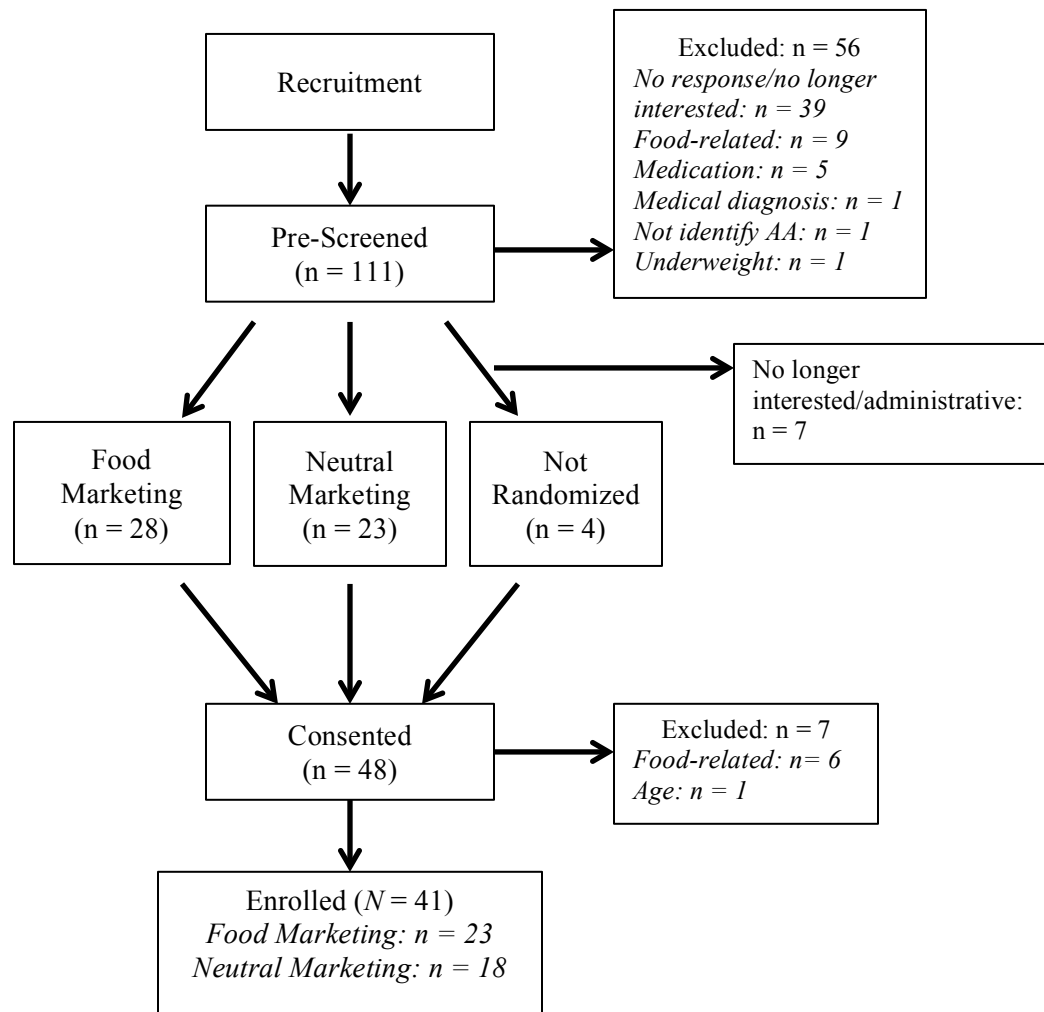 Recruitment
Excluded: n = 56
No response/no longer
interested: n = 39
Food-related: n = 9
Medication: n = 5
Medical diagnosis: n = 1
Not identify AA: n = 1
Underweight: n = 1
Pre-Screened
(n = 111)
No longer
interested/administrative:
n = 7
Food
Marketing
(n = 28)
Neutral
Marketing
(n = 23)
Not
Randomized
(n = 4)
Consented
(n = 48)
Excluded: n = 7
Food-related: n= 6
Age: n = 1
Enrolled (N = 41)
Food Marketing: n = 23
Neutral Marketing: n = 18